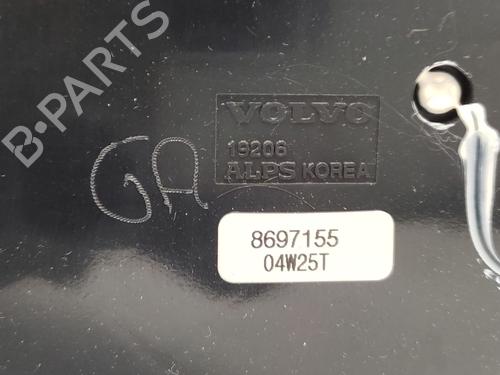 B-PARTS
VOLVO
19206
ALPS KOREA
GA
8697155
04W25T